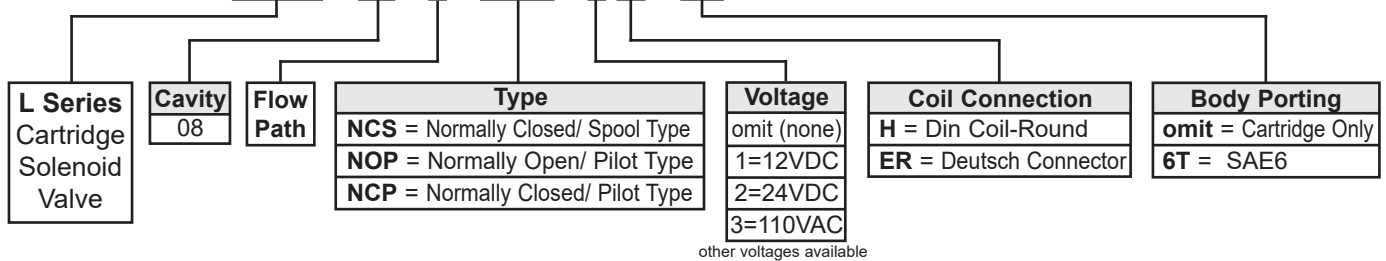 L Series
Cartridge
Solenoid
Valve
Cavity
08
Flow
Path
Type
NCS = Normally Closed/ Spool Type
NOP = Normally Open/ Pilot Type
NCP = Normally Closed/ Pilot Type
Voltage
omit (none)
1=12VDC
2=24VDC
3=110VAC
other voltages available
Coil Connection
H = Din Coil-Round
ER = Deutsch Connector
Body Porting
omit = Cartridge Only
6T = SAE6